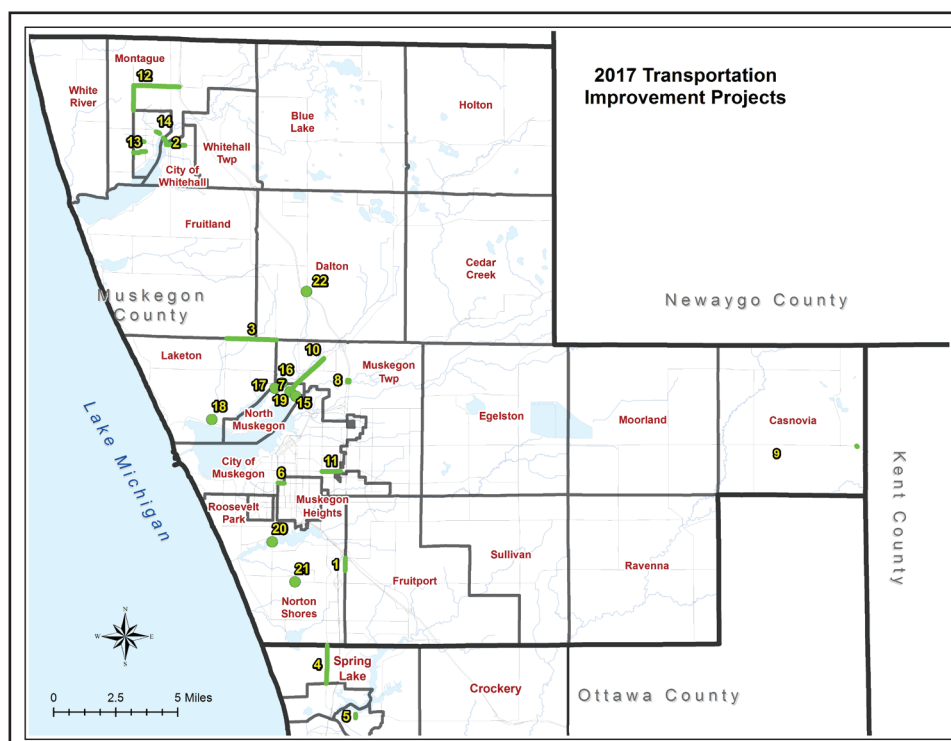 2017 Transportation
Improvement Projects
Montague
12
White
River
Holton
Blue
Lake
14
13
2
Whitehall
Twp
City of
Whitehall
Fruitland
Dalton
22
Cedar
Creek
Muskegon
County
Newaygo County
3
Laketon
10
16
Muskegon
Twp
17
7
8
19
15
18
North
Muskegon
Egelston
Moorland
Casnovia
9
Lake Michigan
Kent County
City of
Muskegon
11
6
Roosevelt
Park
Muskegon
Heights
20
1
Sullivan
Ravenna
21
Fruitport
Norton
Shores
N
W
E
S
4
Spring
Lake
Crockery
Ottawa County
5
0 2.5 5 Miles